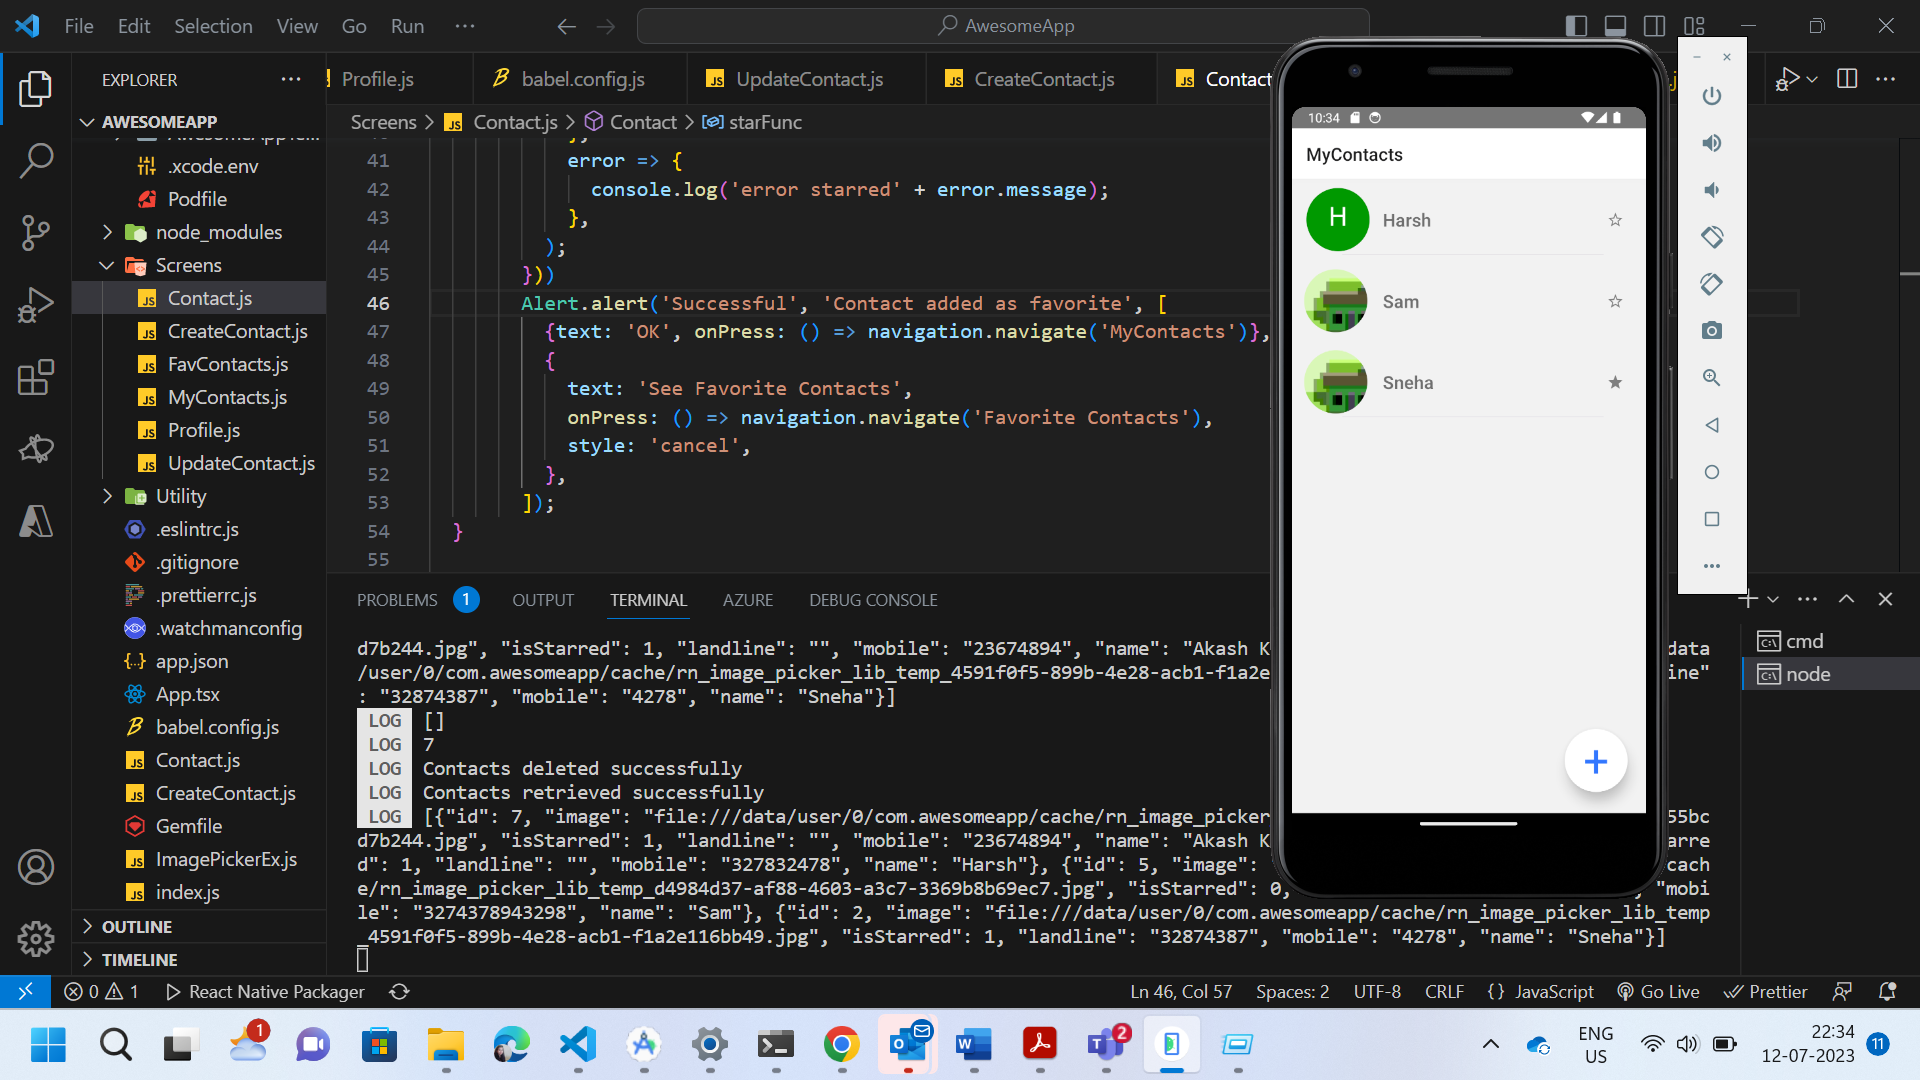 File Edit Selection View Go Run ···
AwesomeApp
EXPLORER
Profile.js
babel.config.js
UpdateContact.js
CreateContact.js
Contact
AWESOMEAPP
.xcode.env
Podfile
node_modules
Screens
Contact.js
CreateContact.js
FavContacts.js
MyContacts.js
Profile.js
UpdateContact.js
Utility
.eslintrc.js
.gitignore
.prettierrc.js
.watchmanconfig
app.json
App.tsx
babel.config.js
Contact.js
CreateContact.js
Gemfile
ImagePickerEx.js
index.js
OUTLINE
TIMELINE
Screens > Contact.js > Contact > starFunc
41 error => {
42 console.log('error starred' + error.message);
43 },
44 );
45 }))
46 Alert.alert('Successful', 'Contact added as favorite', [
47 {text: 'OK', onPress: () => navigation.navigate('MyContacts')},
48 {
49 text: 'See Favorite Contacts',
50 onPress: () => navigation.navigate('Favorite Contacts'),
51 style: 'cancel',
52 },
53 ]);
54 }
55
PROBLEMS 1 OUTPUT TERMINAL AZURE DEBUG CONSOLE
d7b244.jpg", "isStarred": 1, "landline": "", "mobile": "23674894", "name": "Akash K
data
/user/0/com.awesomeapp/cache/rn_image_picker_lib_temp_4591f0f5-899b-4e28-acb1-f1a2e
ine"
: "32874387", "mobile": "4278", "name": "Sneha"}]
LOG []
LOG 7
LOG Contacts deleted successfully
LOG Contacts retrieved successfully
LOG [{"id": 7, "image": "file:///data/user/0/com.awesomeapp/cache/rn_image_picker
55bc
d7b244.jpg", "isStarred": 1, "landline": "", "mobile": "23674894", "name": "Akash K
arre
d": 1, "landline": "", "mobile": "327832478", "name": "Harsh"}, {"id": 5, "image":
cach
e/rn_image_picker_lib_temp_d4984d37-af88-4603-a3c7-3369b8b69ec7.jpg", "isStarred": 0,
"mobi
le": "3274378943298", "name": "Sam"}, {"id": 2, "image": "file:///data/user/0/com.awesomeapp/cache/rn_image_picker_lib_temp
_4591f0f5-899b-4e28-acb1-f1a2e116bb49.jpg", "isStarred": 1, "landline": "32874387", "mobile": "4278", "name": "Sneha"}]
cmd
node
10:34
MyContacts
H Harsh
Sam
Sneha
0 1 React Native Packager
Ln 46, Col 57 Spaces: 2 UTF-8 CRLF {} JavaScript Go Live Prettier
1
2
ENG
US
22:34
12-07-2023
11